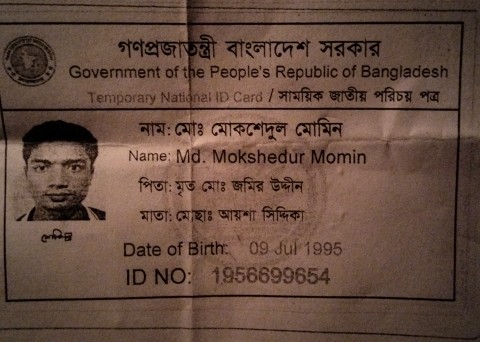 গণপ্রজাতন্ত্রী বাংলাদেশ সরকার
Government of the People's Republic of Bangladesh
Temporary National ID Card / সাময়িক জাতীয় পরিচয় পত্র
নাম: মোঃ মোকশেদুল মোমিন
Name: Md. Mokshedur Momin
পিতা: মৃত মোঃ জমির উদ্দীন
মাতা: মোছাঃ আয়শা সিদ্দিকা
Date of Birth: 09 Jul 1995
ID NO: 1956699654